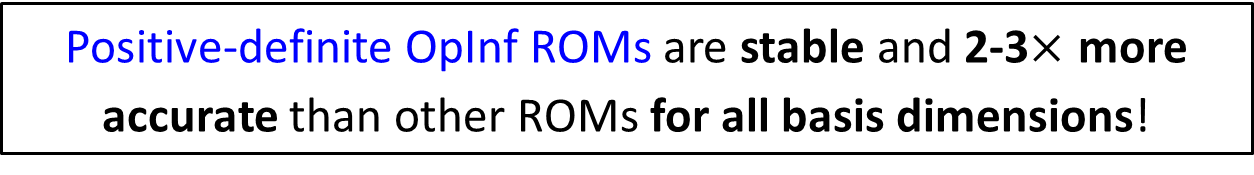 Positive-definite OpInf ROMs are stable and 2-3× more
accurate than other ROMs for all basis dimensions!